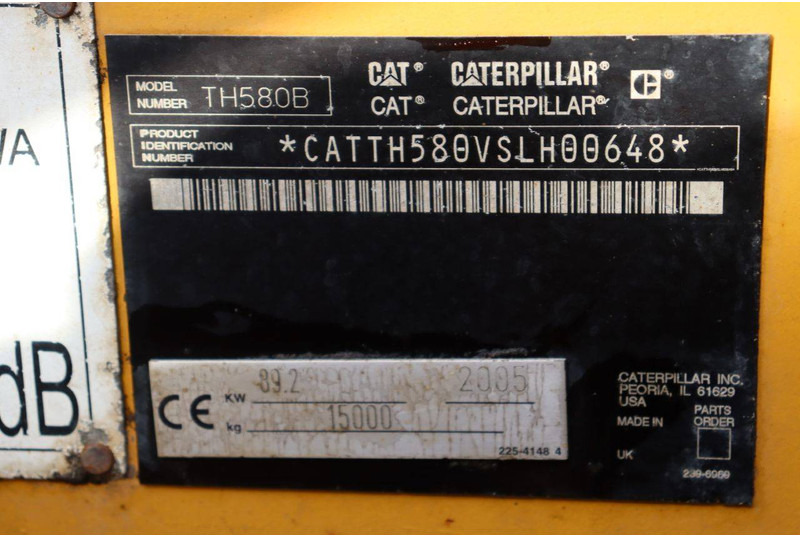 WA
dB
MODEL NUMBER TH580B
CAT® CATERPILLAR®
CAT® CATERPILLAR®
PRODUCT IDENTIFICATION NUMBER *CATTH580VSLH00648*
CE
KW 89.2 2005
kg 15000
225-4148 4
CATERPILLAR INC.
PEORIA, IL 61629
USA
MADE IN PARTS ORDER
UK
239-6969